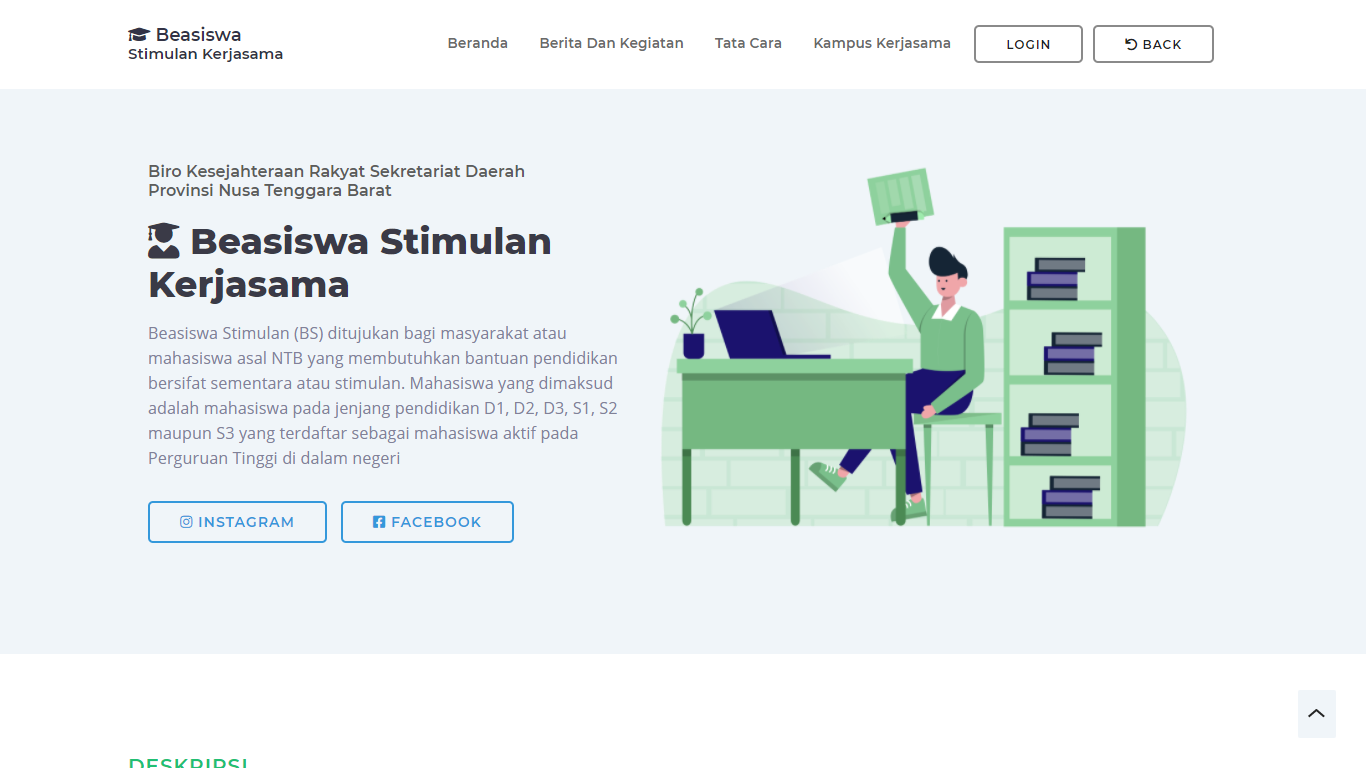 Beasiswa
Stimulan Kerjasama
Beranda
Berita Dan Kegiatan
Tata Cara
Kampus Kerjasama
LOGIN
BACK
Biro Kesejahteraan Rakyat Sekretariat Daerah
Provinsi Nusa Tenggara Barat
Beasiswa Stimulan
Kerjasama
Beasiswa Stimulan (BS) ditujukan bagi masyarakat atau
mahasiswa asal NTB yang membutuhkan bantuan pendidikan
bersifat sementara atau stimulan. Mahasiswa yang dimaksud
adalah mahasiswa pada jenjang pendidikan D1, D2, D3, S1, S2
maupun S3 yang terdaftar sebagai mahasiswa aktif pada
Perguruan Tinggi di dalam negeri
INSTAGRAM
FACEBOOK
DESKRIPSI